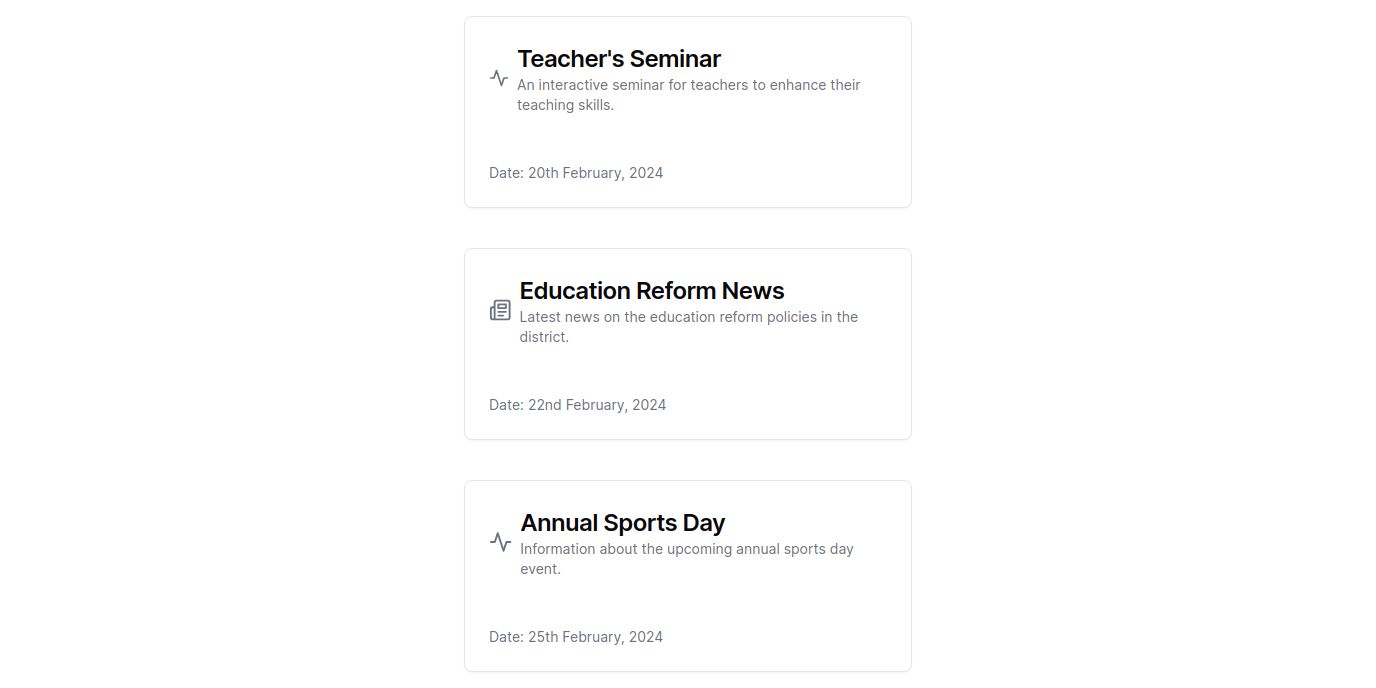 Teacher's Seminar
An interactive seminar for teachers to enhance their
teaching skills.
Date: 20th February, 2024
Education Reform News
Latest news on the education reform policies in the
district.
Date: 22nd February, 2024
Annual Sports Day
Information about the upcoming annual sports day
event.
Date: 25th February, 2024